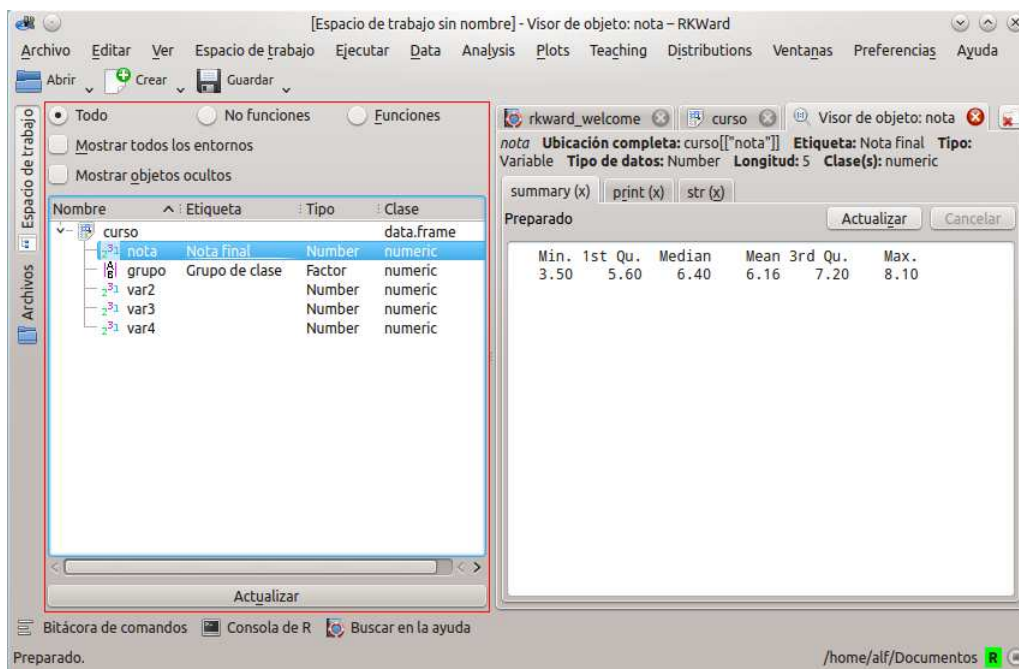 [Espacio de trabajo sin nombre] - Visor de objeto: nota – RKWard
Archivo Editar Ver Espacio de trabajo Ejecutar Data Analysis Plots Teaching Distributions Ventanas Preferencias Ayuda
Abrir Crear Guardar
Espacio de trabajo
Archivos
Todo No funciones Funciones
Mostrar todos los entornos
Mostrar objetos ocultos
Nombre Etiqueta Tipo Clase
curso data.frame
nota Nota final Number numeric
grupo Grupo de clase Factor numeric
var2 Number numeric
var3 Number numeric
var4 Number numeric
Actualizar
rkward_welcome curso Visor de objeto: nota
nota Ubicación completa: curso[["nota"]] Etiqueta: Nota final Tipo:
Variable Tipo de datos: Number Longitud: 5 Clase(s): numeric
summary (x) print (x) str (x)
Preparado Actualizar Cancelar
Min. 1st Qu. Median Mean 3rd Qu. Max.
3.50 5.60 6.40 6.16 7.20 8.10
Bitácora de comandos Consola de R Buscar en la ayuda
Preparado. /home/alf/Documentos R